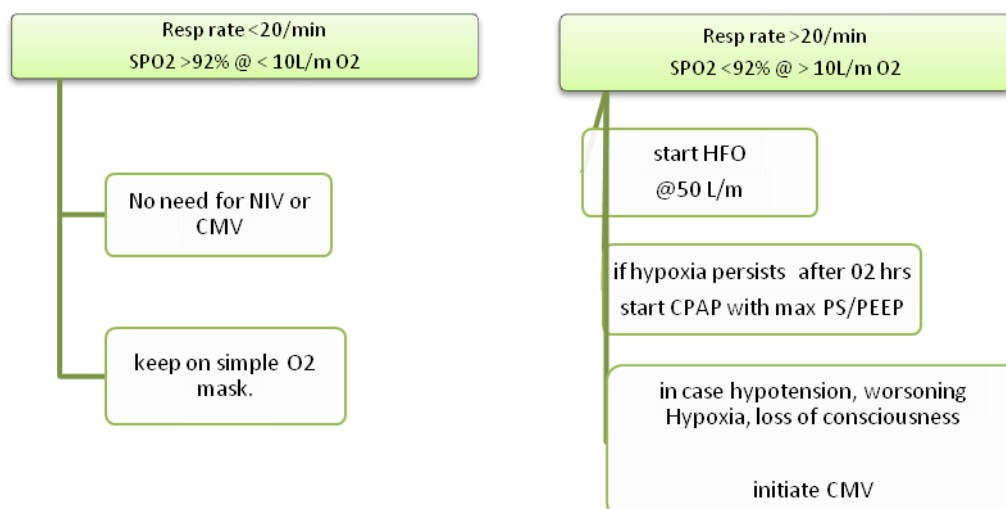 Resp rate <20/min
SPO2 >92% @ < 10L/m O2
No need for NIV or
CMV
keep on simple O2
mask.
Resp rate >20/min
SPO2 <92% @ > 10L/m O2
start HFO
@50 L/m
if hypoxia persists after 02 hrs
start CPAP with max PS/PEEP
in case hypotension, worsoning
Hypoxia, loss of consciousness
initiate CMV